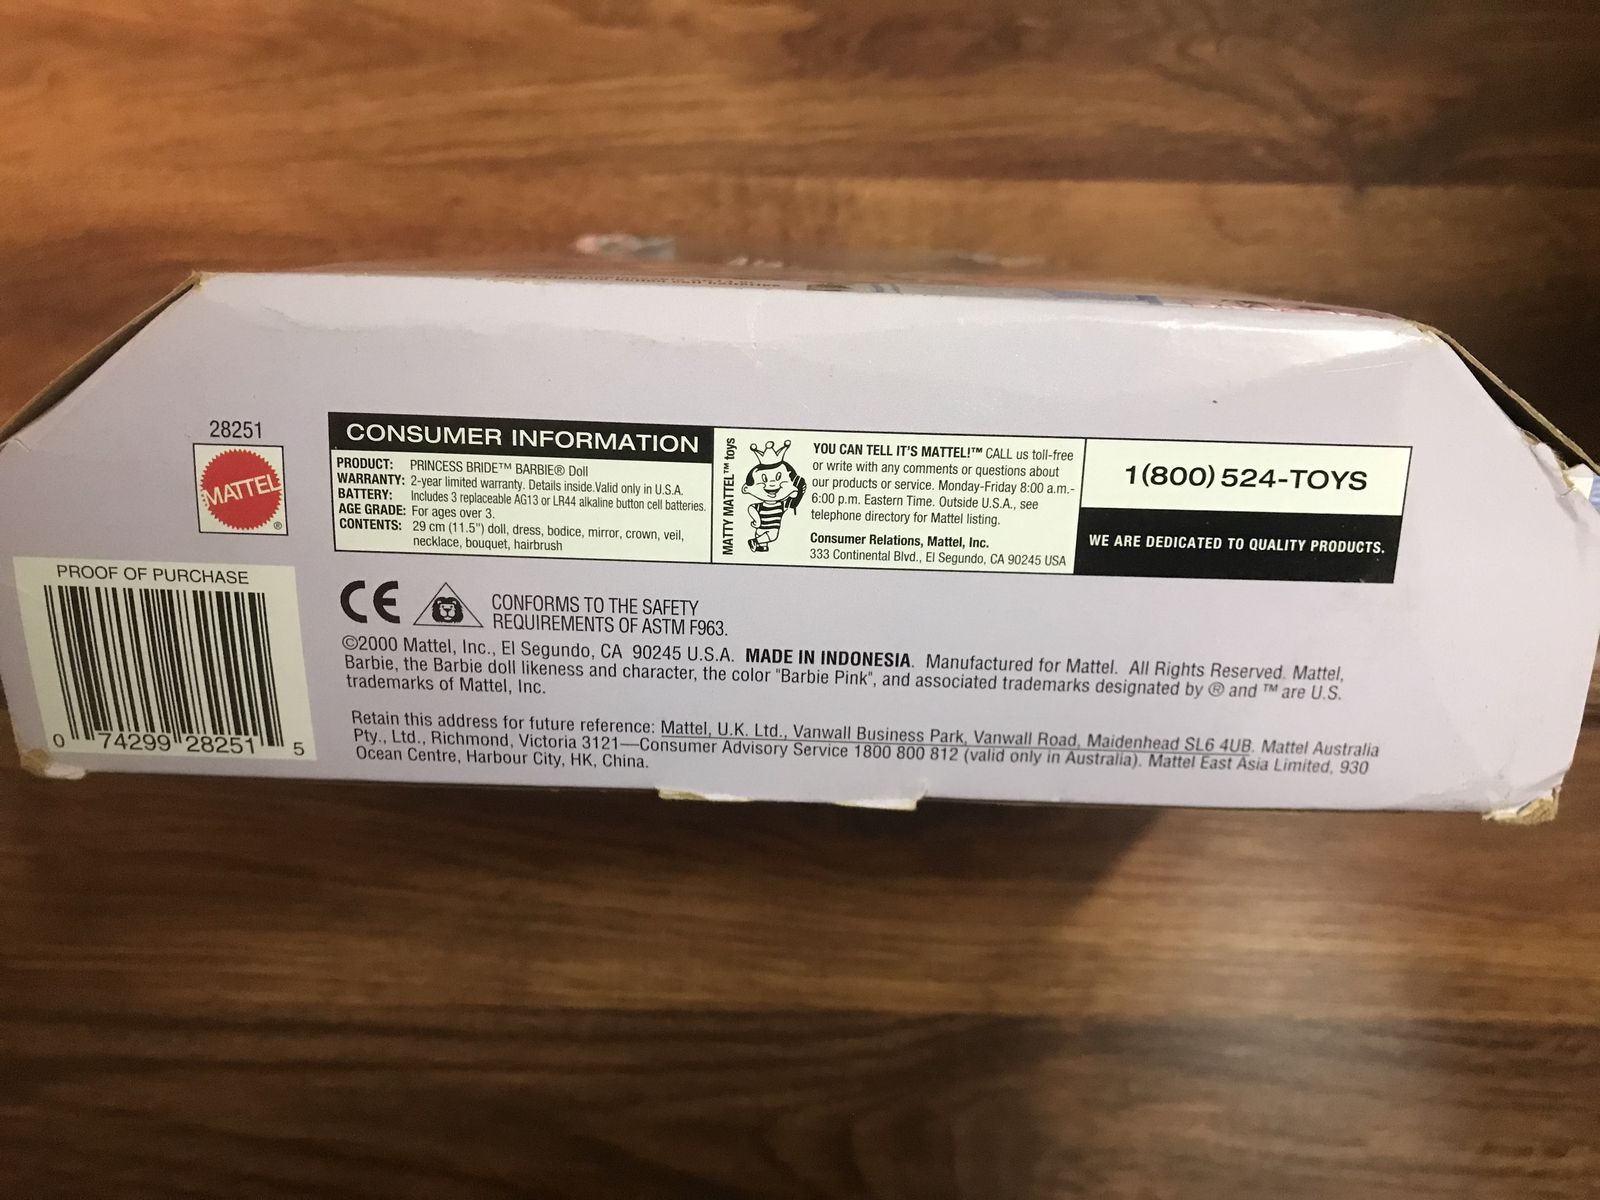 28251
MATTEL
®
CONSUMER INFORMATION
PRODUCT: PRINCESS BRIDE™ BARBIE® Doll
WARRANTY: 2-year limited warranty. Details inside.Valid only in U.S.A.
BATTERY: Includes 3 replaceable AG13 or LR44 alkaline button cell batteries.
AGE GRADE: For ages over 3.
CONTENTS: 29 cm (11.5") doll, dress, bodice, mirror, crown, veil,
necklace, bouquet, hairbrush
MATTY MATTEL™ toys
YOU CAN TELL IT'S MATTEL!™ CALL us toll-free
or write with any comments or questions about
our products or service. Monday-Friday 8:00 a.m.-
6:00 p.m. Eastern Time. Outside U.S.A., see
telephone directory for Mattel listing.
Consumer Relations, Mattel, Inc.
333 Continental Blvd., El Segundo, CA 90245 USA
1(800) 524-TOYS
WE ARE DEDICATED TO QUALITY PRODUCTS.
PROOF OF PURCHASE
0 74299 28251 5
CE
CONFORMS TO THE SAFETY
REQUIREMENTS OF ASTM F963.
©2000 Mattel, Inc., El Segundo, CA 90245 U.S.A. MADE IN INDONESIA. Manufactured for Mattel. All Rights Reserved. Mattel,
Barbie, the Barbie doll likeness and character, the color "Barbie Pink", and associated trademarks designated by ® and ™ are U.S.
trademarks of Mattel, Inc.
Retain this address for future reference: Mattel, U.K. Ltd., Vanwall Business Park, Vanwall Road, Maidenhead SL6 4UB. Mattel Australia
Pty., Ltd., Richmond, Victoria 3121—Consumer Advisory Service 1800 800 812 (valid only in Australia). Mattel East Asia Limited, 930
Ocean Centre, Harbour City, HK, China.